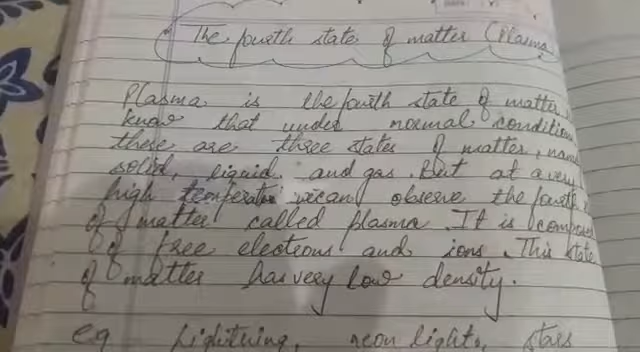 The fourth state of matter (Plasma
Plasma is the fourth state of matter
know that under normal condition
there are three states of matter, nam
solid, liquid and gas. But at a very
high temperatu we can observe the fourth
of matter called plasma. It is compos
of free electrons and ions. This state
of matter has very low density.
eg Lightning, neon lights, stars